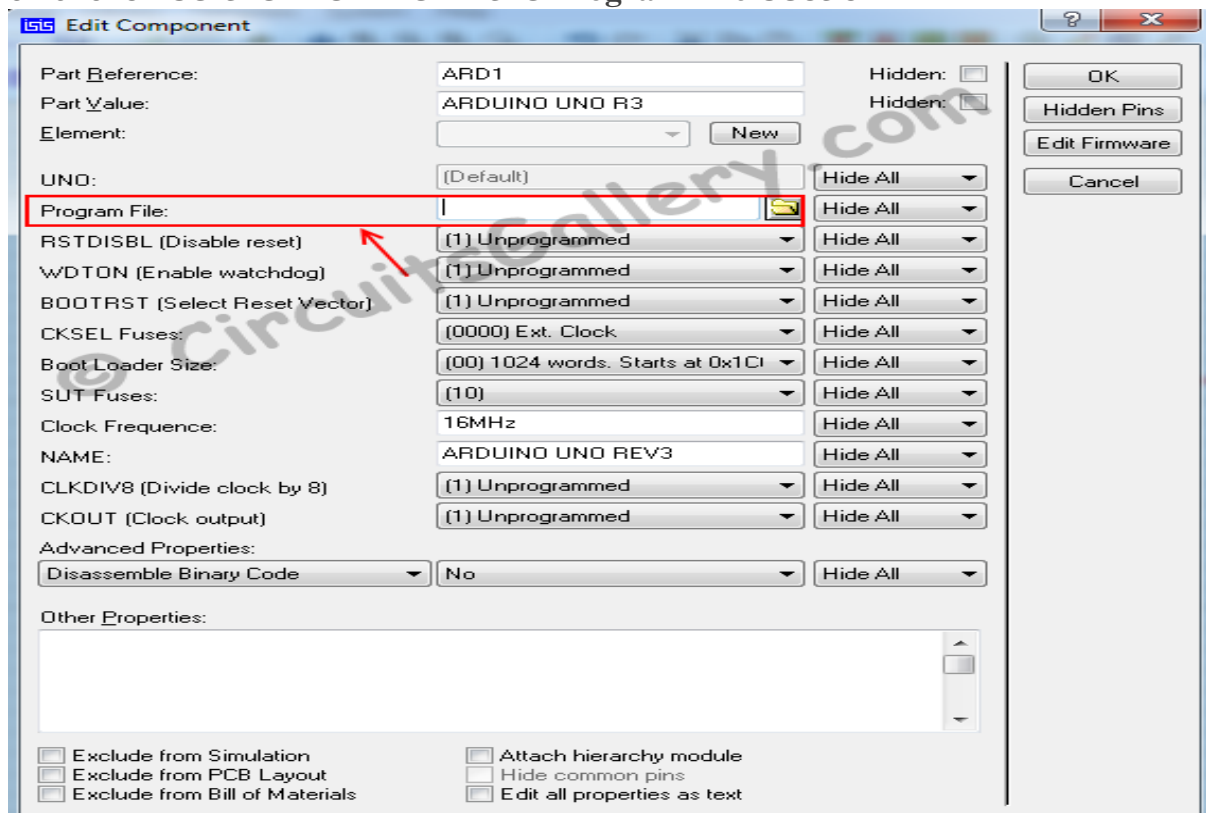 isis Edit Component
Part Reference: ARD1 Hidden:
Part Value: ARDUINO UNO R3 Hidden:
Element: New
UNO: (Default) Hide All
Program File: Hide All
RSTDISBL (Disable reset) (1) Unprogrammed Hide All
WDTON (Enable watchdog) (1) Unprogrammed Hide All
BOOTRST (Select Reset Vector) (1) Unprogrammed Hide All
CKSEL Fuses: (0000) Ext. Clock Hide All
Boot Loader Size: (00) 1024 words. Starts at Hide All
SUT Fuses: (10) Hide All
Clock Frequence: 16MHz Hide All
NAME: ARDUINO UNO REV3 Hide All
CLKDIV8 (Divide clock by 8) (1) Unprogrammed Hide All
CKOUT (Clock output) (1) Unprogrammed Hide All
Advanced Properties:
Disassemble Binary Code No Hide All
Other Properties:
Exclude from Simulation Attach hierarchy module
Exclude from PCB Layout Hide common pins
Exclude from Bill of Materials Edit all properties as text
OK
Hidden Pins
Edit Firmware
Cancel
? X
© CircuitsGallery.com